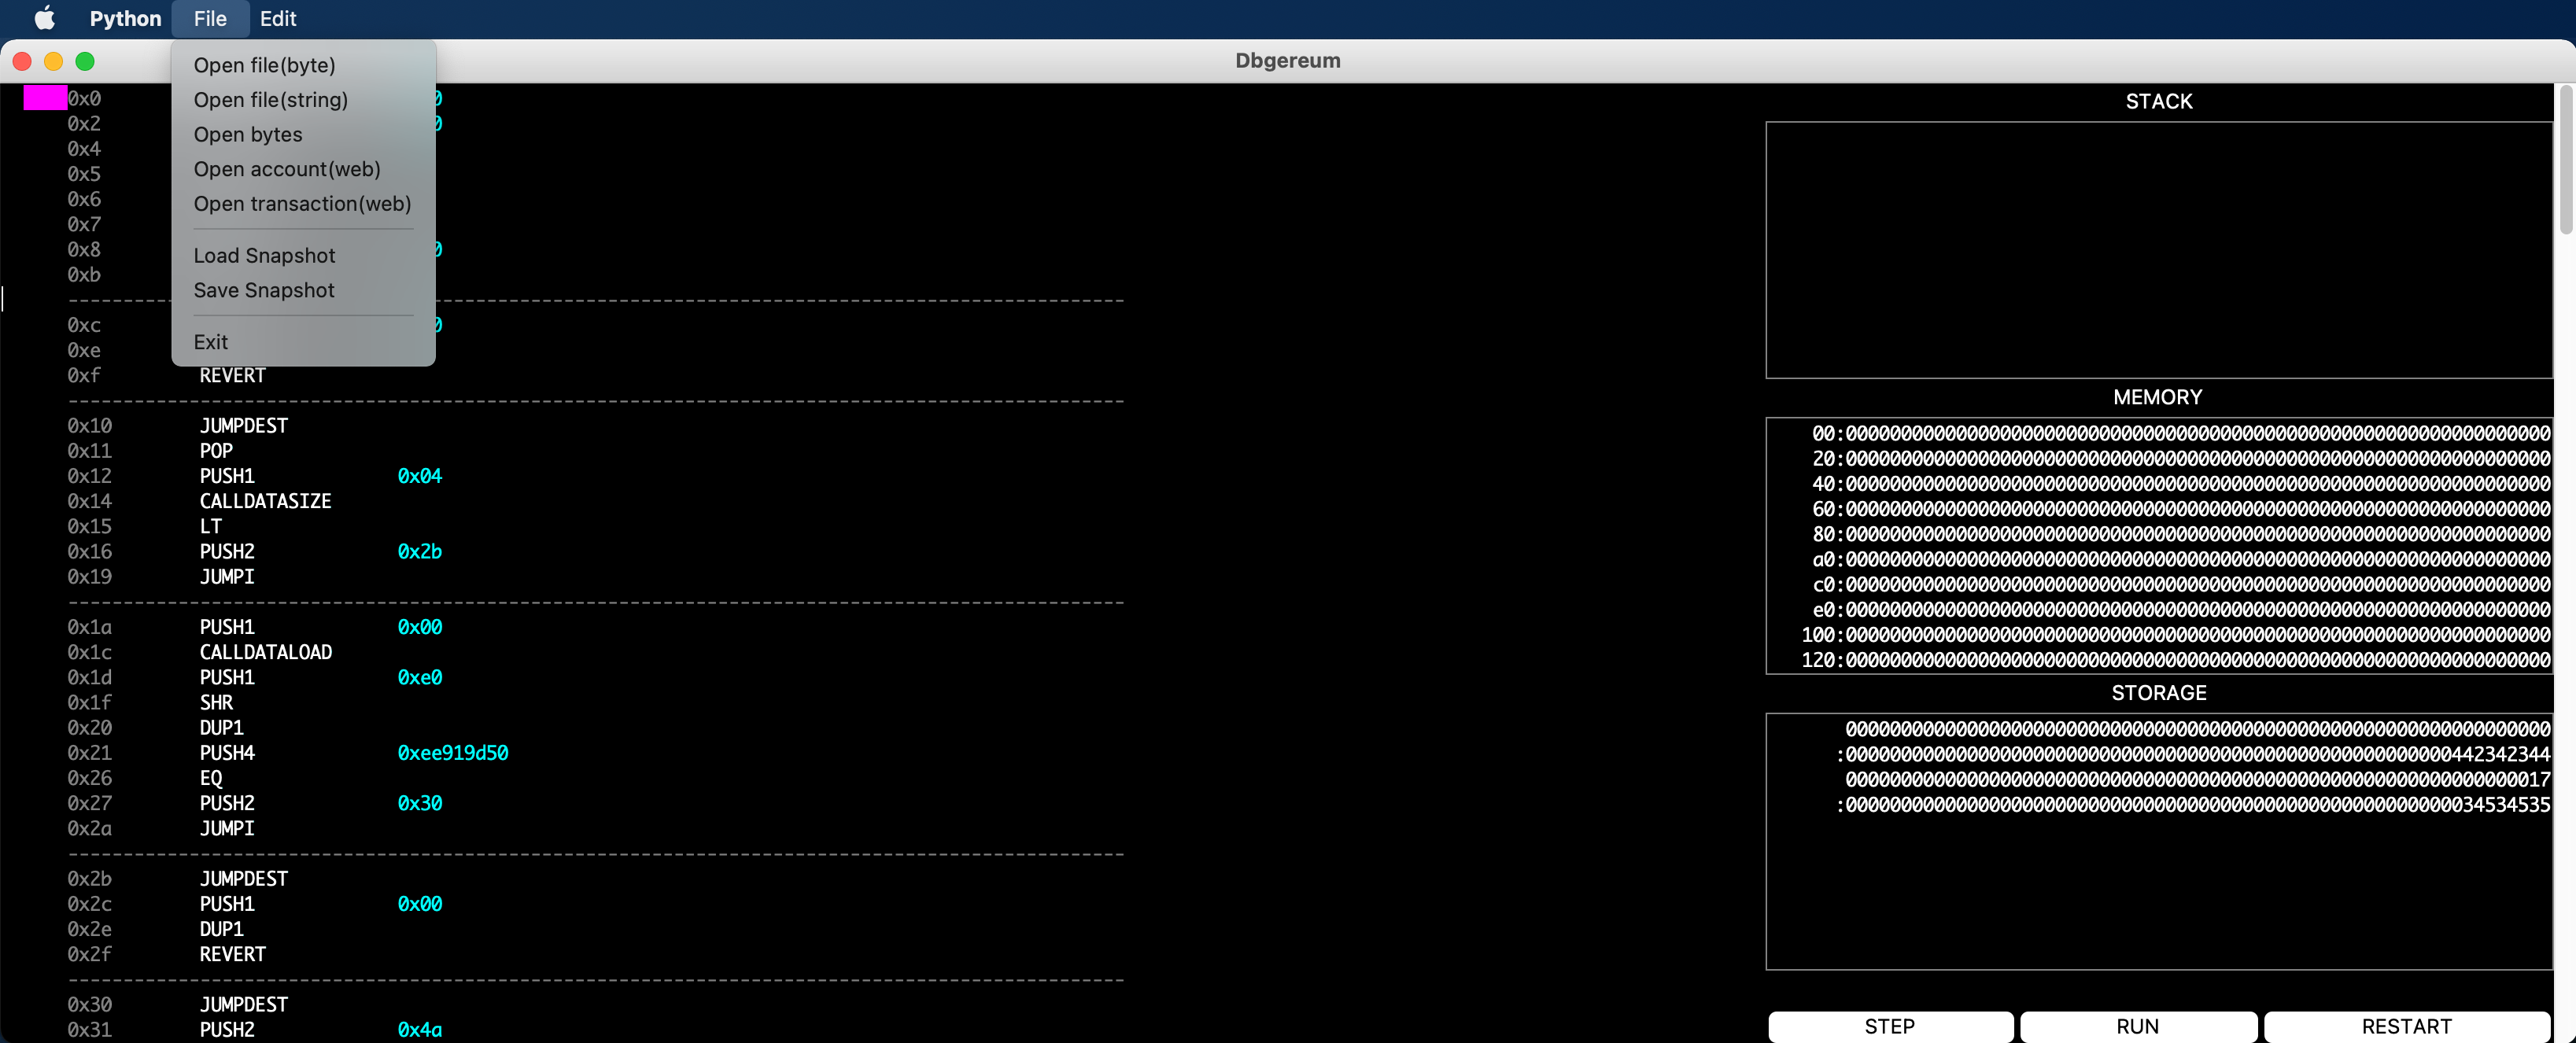 Python File Edit
Dbgereum
Open file(byte)
Open file(string)
Open bytes
Open account(web)
Open transaction(web)
Load Snapshot
Save Snapshot
Exit
0x0
0x2
0x4
0x5
0x6
0x7
0x8
0xb
--------------------------------------------------------------------------------
0xc
0xe
0xf REVERT
--------------------------------------------------------------------------------
0x10 JUMPDEST
0x11 POP
0x12 PUSH1 0x04
0x14 CALLDATASIZE
0x15 LT
0x16 PUSH2 0x2b
0x19 JUMPI
--------------------------------------------------------------------------------
0x1a PUSH1 0x00
0x1c CALLDATALOAD
0x1d PUSH1 0xe0
0x1f SHR
0x20 DUP1
0x21 PUSH4 0xee919d50
0x26 EQ
0x27 PUSH2 0x30
0x2a JUMPI
--------------------------------------------------------------------------------
0x2b JUMPDEST
0x2c PUSH1 0x00
0x2e DUP1
0x2f REVERT
--------------------------------------------------------------------------------
0x30 JUMPDEST
0x31 PUSH2 0x4a
STACK
MEMORY
00:0000000000000000000000000000000000000000000000000000000000000000
20:0000000000000000000000000000000000000000000000000000000000000000
40:0000000000000000000000000000000000000000000000000000000000000000
60:0000000000000000000000000000000000000000000000000000000000000000
80:0000000000000000000000000000000000000000000000000000000000000000
a0:0000000000000000000000000000000000000000000000000000000000000000
c0:0000000000000000000000000000000000000000000000000000000000000000
e0:0000000000000000000000000000000000000000000000000000000000000000
100:0000000000000000000000000000000000000000000000000000000000000000
120:0000000000000000000000000000000000000000000000000000000000000000
STORAGE
0000000000000000000000000000000000000000000000000000000000000000
:0000000000000000000000000000000000000000000000000000000442342344
0000000000000000000000000000000000000000000000000000000000000017
:0000000000000000000000000000000000000000000000000000000034534535
STEP RUN RESTART